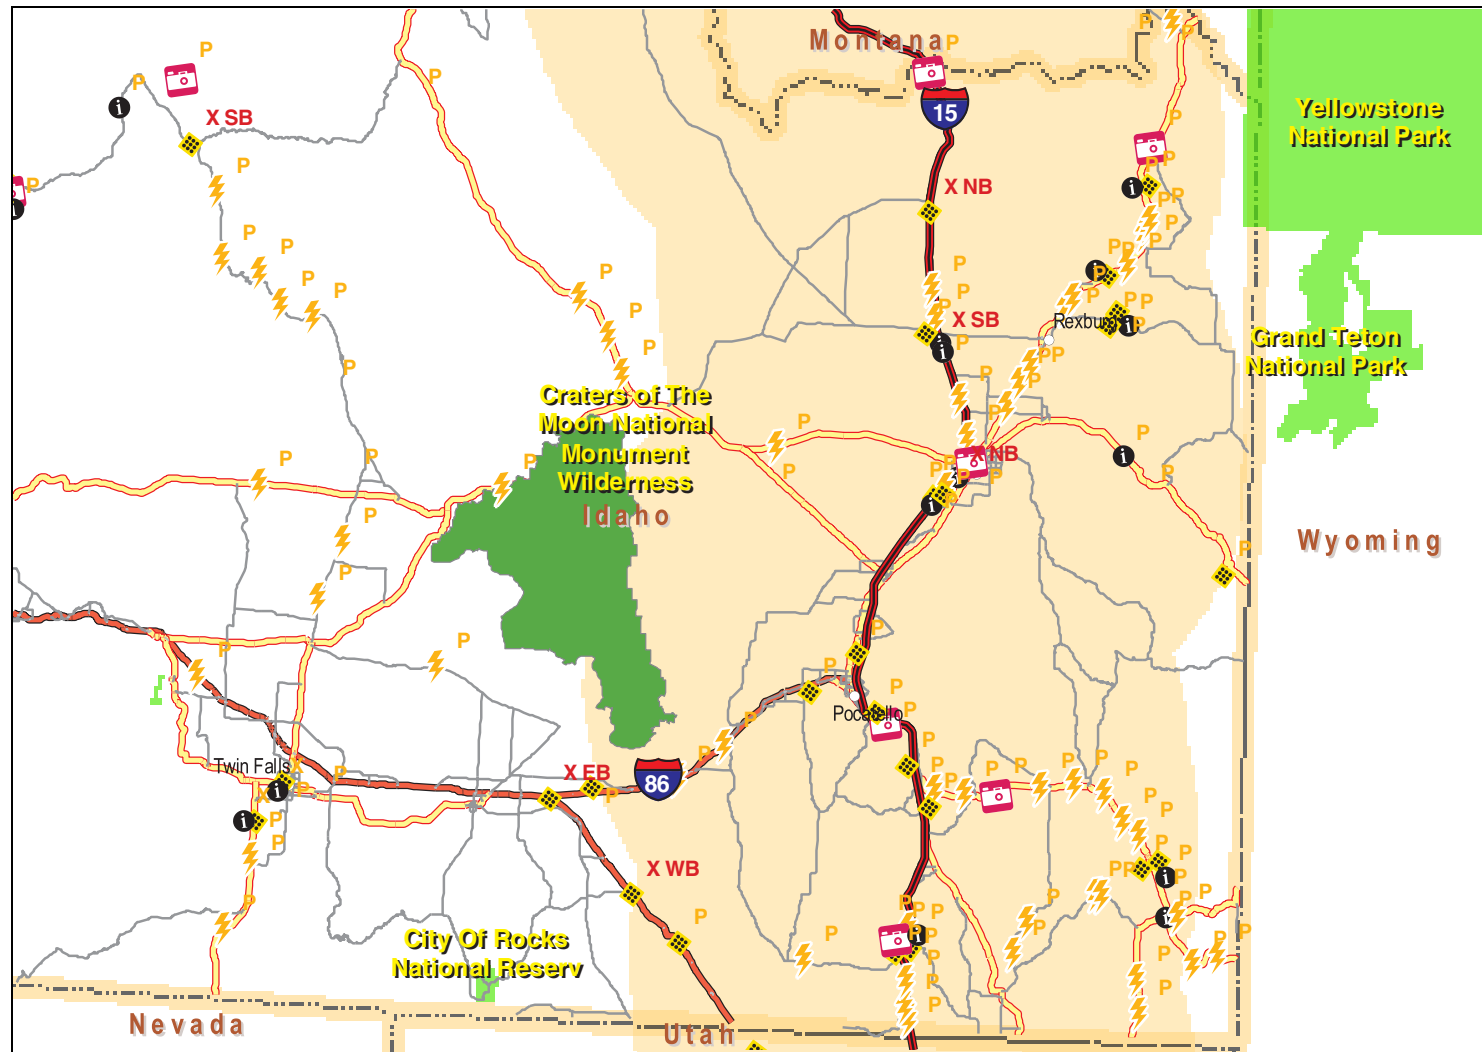 Montana
P
P
P
P
P
i
X SB
15
P
Yellowstone
National Park
P
P
i
X NB
P
i
P
P
P
P
P
P
P
P
P
P
P
i
P
P
P
P
P
X SB
i
P
Rexburg
P
P
i
P
Grand Teton
National Park
P
P
P
P
P
P
Craters of The
Moon National
Monument
Wilderness
P
P
P
i
P
P
P
P
X NB
P
P
P
i
P
Idaho
Wyoming
P
P
P
P
P
P
P
P
P
Pocatello
P
P
P
P
Twin Falls
i
P
X EB
86
P
P
P
P
P
P
i
P
P
P
P
X WB
P
P
P
i
P
P
P
City Of Rocks
National Reserv
P
P
P
P
i
P
P
P
P
P
P
P
P
Nevada
Utah